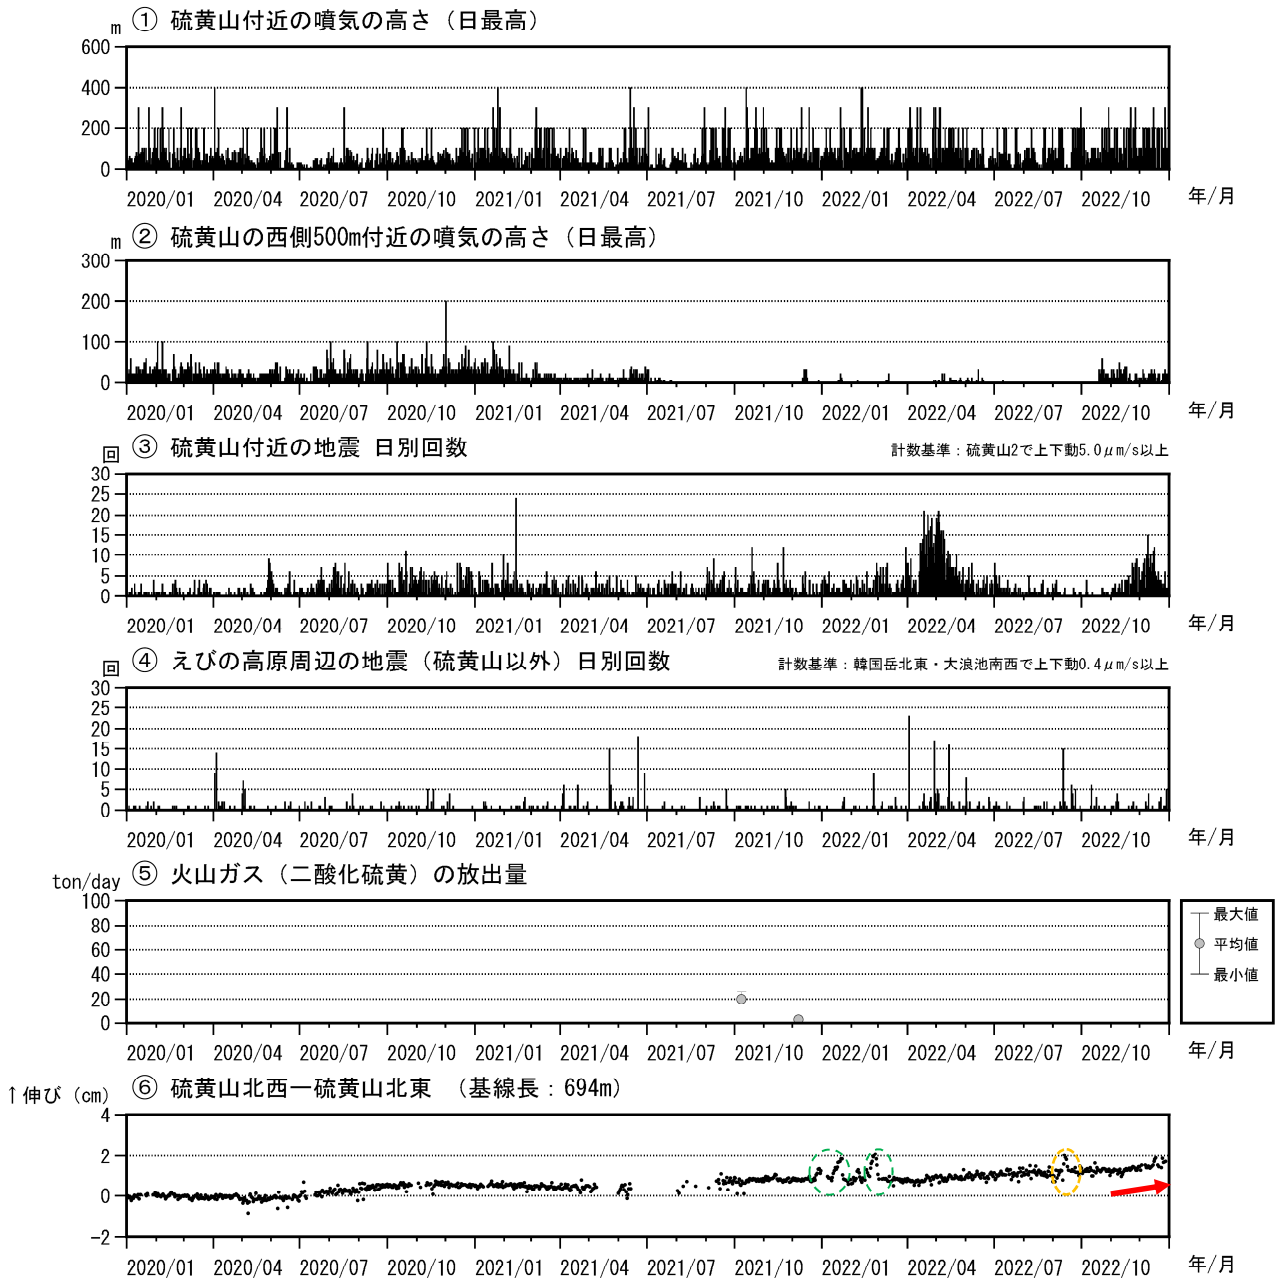 ① 硫黄山付近の噴気の高さ（日最高）
m
600
400
200
0
2020/01 2020/04 2020/07 2020/10 2021/01 2021/04 2021/07 2021/10 2022/01 2022/04 2022/07 2022/10 年/月
② 硫黄山の西側500m付近の噴気の高さ（日最高）
m
300
200
100
0
2020/01 2020/04 2020/07 2020/10 2021/01 2021/04 2021/07 2021/10 2022/01 2022/04 2022/07 2022/10 年/月
③ 硫黄山付近の地震 日別回数 計数基準：硫黄山2で上下動5.0μm/s以上
回
30
25
20
15
10
5
0
2020/01 2020/04 2020/07 2020/10 2021/01 2021/04 2021/07 2021/10 2022/01 2022/04 2022/07 2022/10 年/月
④ えびの高原周辺の地震（硫黄山以外）日別回数 計数基準：韓国岳北東・大浪池南西で上下動0.4μm/s以上
回
30
25
20
15
10
5
0
2020/01 2020/04 2020/07 2020/10 2021/01 2021/04 2021/07 2021/10 2022/01 2022/04 2022/07 2022/10 年/月
⑤ 火山ガス（二酸化硫黄）の放出量
ton/day
100
80
60
40
20
0
最大値
平均値
最小値
2020/01 2020/04 2020/07 2020/10 2021/01 2021/04 2021/07 2021/10 2022/01 2022/04 2022/07 2022/10 年/月
⑥ 硫黄山北西ー硫黄山北東 （基線長：694m）
↑伸び（cm）
4
2
0
-2
2020/01 2020/04 2020/07 2020/10 2021/01 2021/04 2021/07 2021/10 2022/01 2022/04 2022/07 2022/10 年/月